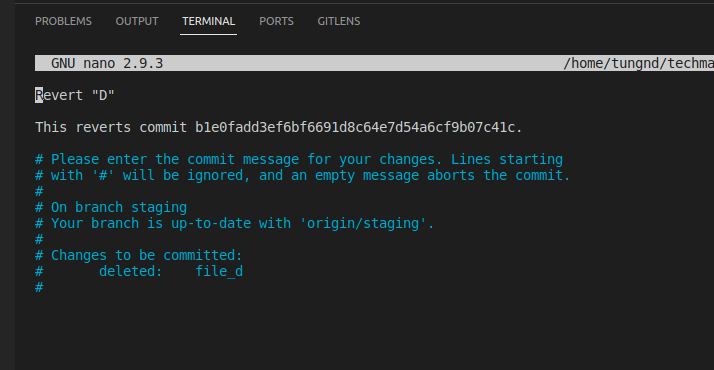 PROBLEMS OUTPUT TERMINAL PORTS GITLENS
GNU nano 2.9.3 /home/tungnd/techma
Revert "D"
This reverts commit b1e0fadd3ef6bf6691d8c64e7d54a6cf9b07c41c.
# Please enter the commit message for your changes. Lines starting
# with '#' will be ignored, and an empty message aborts the commit.
#
# On branch staging
# Your branch is up-to-date with 'origin/staging'.
#
# Changes to be committed:
#       deleted:    file_d
#